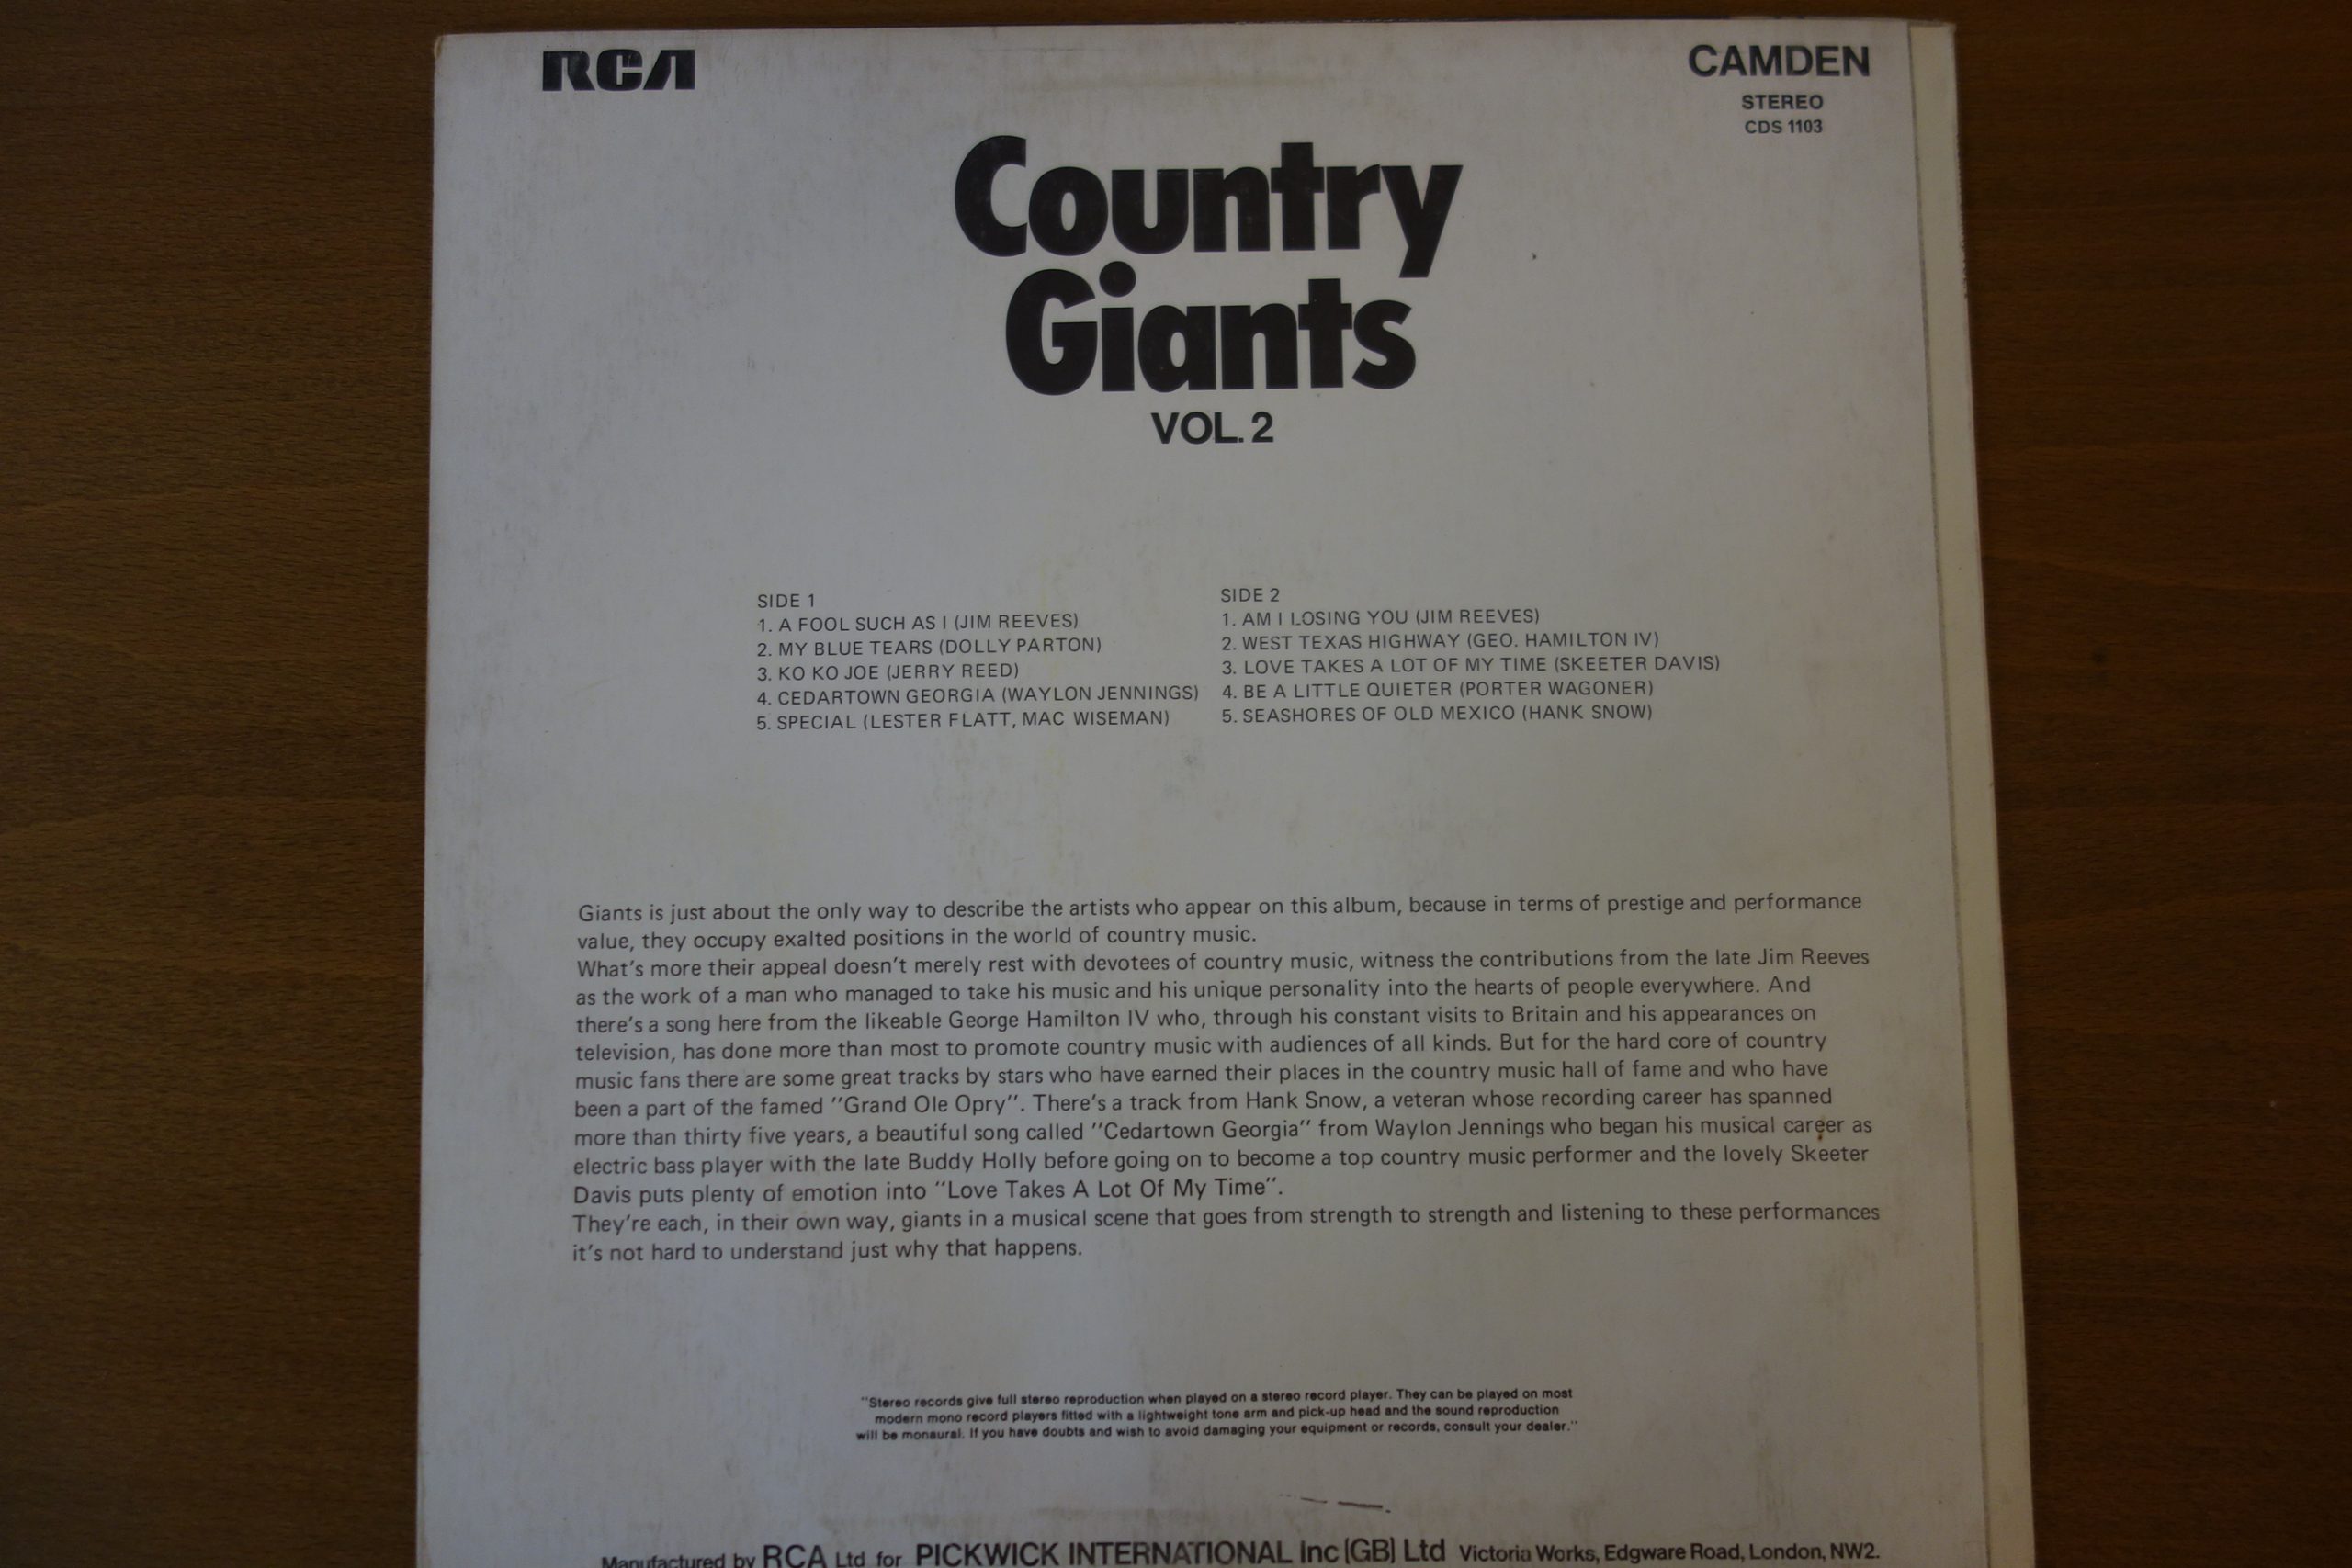 RCA
CAMDEN
STEREO
CDS 1103
Country
Giants
VOL. 2
SIDE 1
1. A FOOL SUCH AS I (JIM REEVES)
2. MY BLUE TEARS (DOLLY PARTON)
3. KO KO JOE (JERRY REED)
4. CEDARTOWN GEORGIA (WAYLON JENNINGS)
5. SPECIAL (LESTER FLATT, MAC WISEMAN)
SIDE 2
1. AM I LOSING YOU (JIM REEVES)
2. WEST TEXAS HIGHWAY (GEO. HAMILTON IV)
3. LOVE TAKES A LOT OF MY TIME (SKEETER DAVIS)
4. BE A LITTLE QUIETER (PORTER WAGONER)
5. SEASHORES OF OLD MEXICO (HANK SNOW)
Giants is just about the only way to describe the artists who appear on this album, because in terms of prestige and performance
value, they occupy exalted positions in the world of country music.
What's more their appeal doesn't merely rest with devotees of country music, witness the contributions from the late Jim Reeves
as the work of a man who managed to take his music and his unique personality into the hearts of people everywhere. And
there's a song here from the likeable George Hamilton IV who, through his constant visits to Britain and his appearances on
television, has done more than most to promote country music with audiences of all kinds. But for the hard core of country
music fans there are some great tracks by stars who have earned their places in the country music hall of fame and who have
been a part of the famed "Grand Ole Opry". There's a track from Hank Snow, a veteran whose recording career has spanned
more than thirty five years, a beautiful song called "Cedartown Georgia" from Waylon Jennings who began his musical career as
electric bass player with the late Buddy Holly before going on to become a top country music performer and the lovely Skeeter
Davis puts plenty of emotion into "Love Takes A Lot Of My Time".
They're each, in their own way, giants in a musical scene that goes from strength to strength and listening to these performances
it's not hard to understand just why that happens.
"Stereo records give full stereo reproduction when played on a stereo record player. They can be played on most
modern mono record players fitted with a lightweight tone arm and pick-up head and the sound reproduction
will be monaural. If you have doubts and wish to avoid damaging your equipment or records, consult your dealer."
Manufactured by RCA Ltd for PICKWICK INTERNATIONAL Inc (GB) Ltd Victoria Works, Edgware Road, London, NW2.